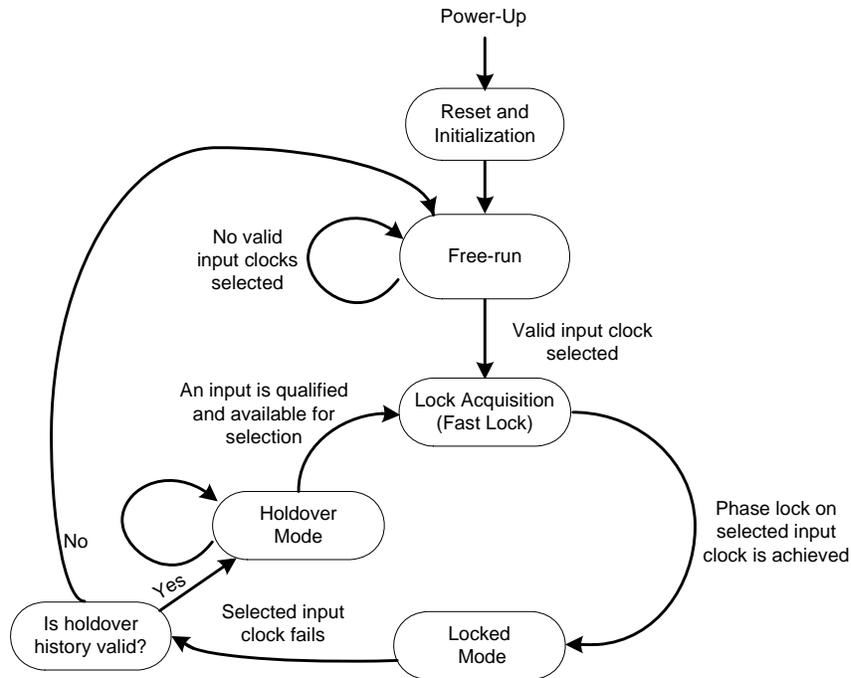 Power-Up
Reset and
Initialization
No valid
input clocks
selected
Free-run
Valid input clock
selected
An input is qualified
and available for
selection
Lock Acquisition
(Fast Lock)
Holdover
Mode
Phase lock on
selected input
clock is achieved
No
Yes
Is holdover
history valid?
Selected input
clock fails
Locked
Mode